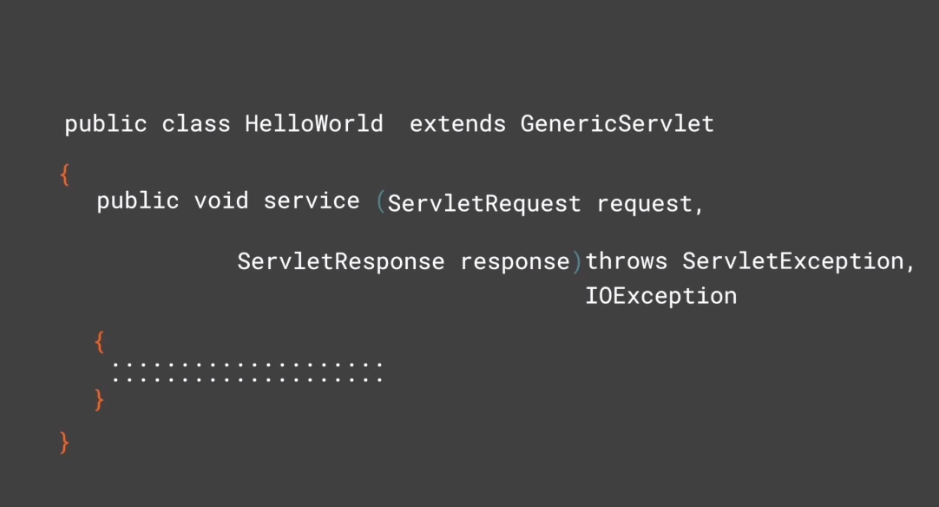 public class HelloWorld extends GenericServlet
{
public void service (ServletRequest request,
ServletResponse response)throws ServletException,
IOException
{
::::::::::::::::::::
}
}